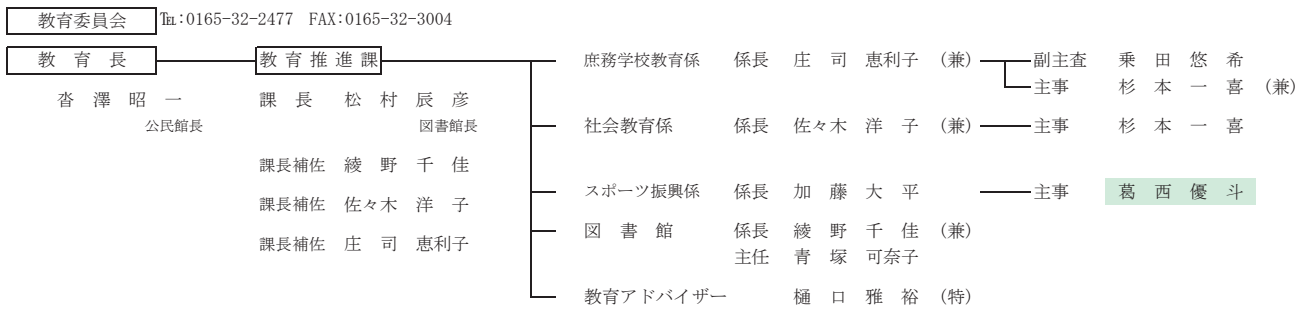 教育委員会 ℡:0165-32-2477 FAX:0165-32-3004
教育長 教育推進課 庶務学校教育係 係長 庄司恵利子（兼） 副主査 乗田悠希
主事 杉本一喜（兼）
沓澤昭一 課長 松村辰彦
公民館長 図書館長 社会教育係 係長 佐々木洋子（兼） 主事 杉本一喜
課長補佐 綾野千佳
スポーツ振興係 係長 加藤大平 主事 葛西優斗
課長補佐 佐々木洋子
図書館 係長 綾野千佳（兼）
課長補佐 庄司恵利子
主任 青塚可奈子
教育アドバイザー 樋口雅裕（特）